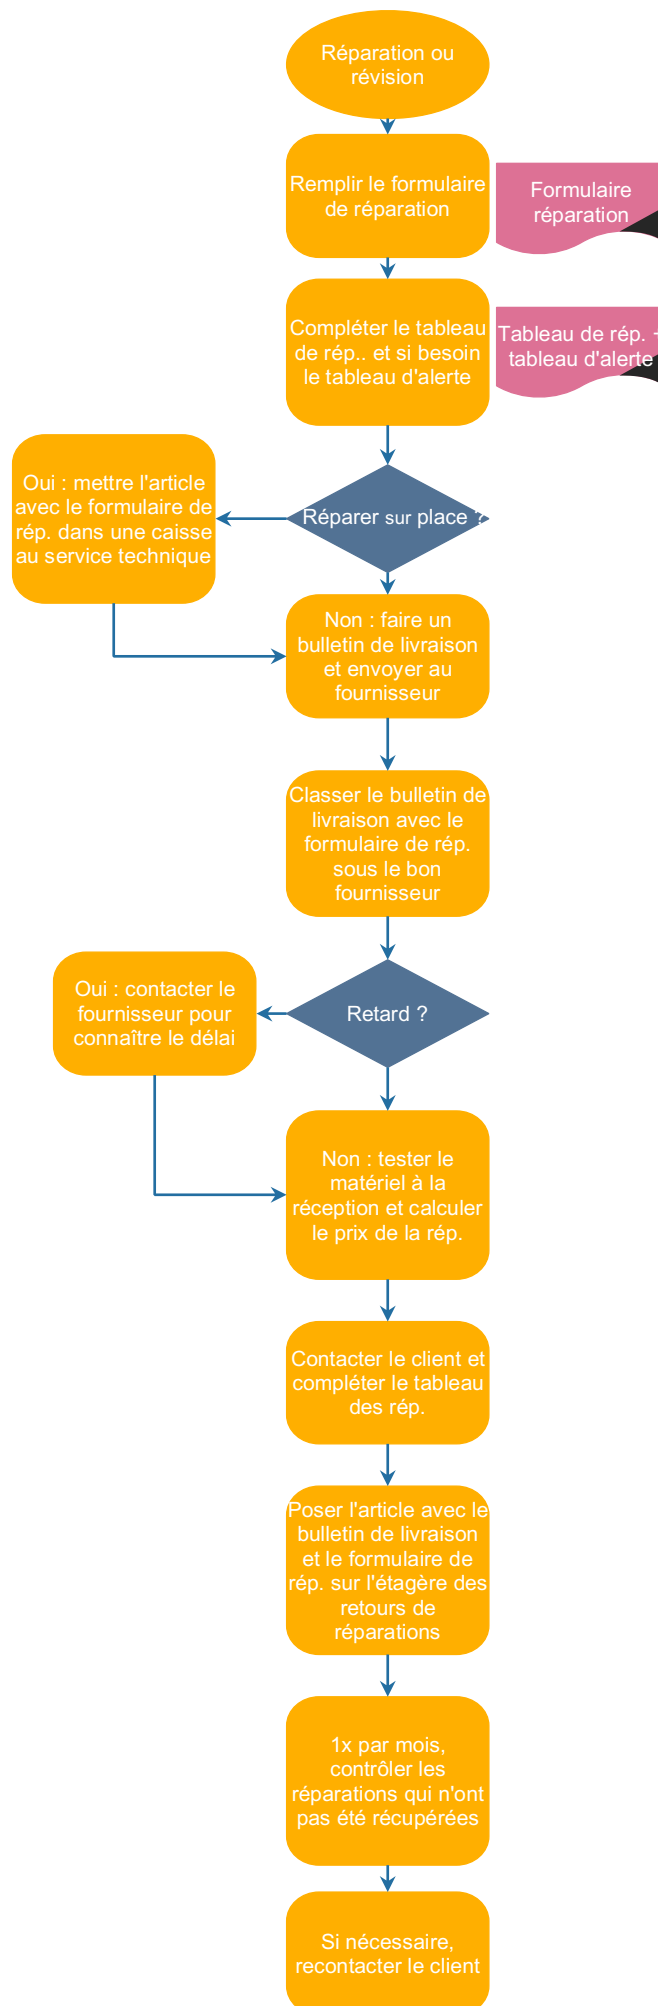 Réparation ou
révision
Remplir le formulaire
de réparation
Formulaire
réparation
Compléter le tableau
de rép.. et si besoin
le tableau d'alerte
Tableau de rép. +
tableau d'alerte
Oui : mettre l'article
avec le formulaire de
rép. dans une caisse
au service technique
Réparer sur place ?
Non : faire un
bulletin de livraison
et envoyer au
fournisseur
Classer le bulletin de
livraison avec le
formulaire de rép.
sous le bon
fournisseur
Oui : contacter le
fournisseur pour
connaître le délai
Retard ?
Non : tester le
matériel à la
réception et calculer
le prix de la rép.
Contacter le client et
compléter le tableau
des rép.
Poser l'article avec le
bulletin de livraison
et le formulaire de
rép. sur l'étagère des
retours de
réparations
1x par mois,
contrôler les
réparations qui n'ont
pas été récupérées
Si nécessaire,
recontacter le client